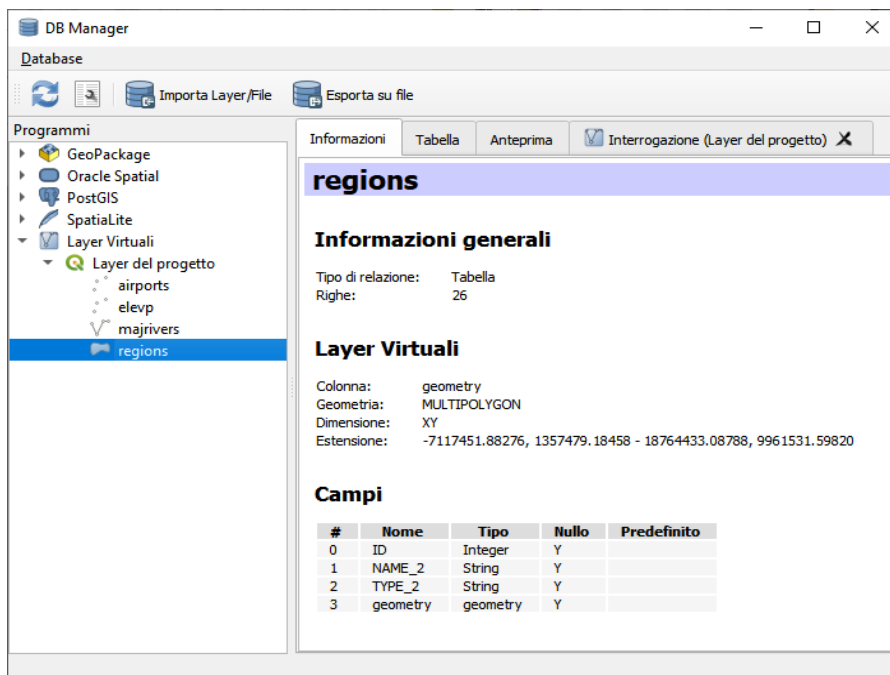 DB Manager
Database
Importa Layer/File Esporta su file
Programmi
GeoPackage
Oracle Spatial
PostGIS
SpatiaLite
Layer Virtuali
Layer del progetto
airports
elevp
majrivers
regions
Informazioni Tabella Anteprima Interrogazione (Layer del progetto)
regions
Informazioni generali
Tipo di relazione: Tabella
Righe: 26
Layer Virtuali
Colonna: geometry
Geometria: MULTIPOLYGON
Dimensione: XY
Estensione: -7117451.88276, 1357479.18458 - 18764433.08788, 9961531.59820
Campi
# Nome Tipo Nullo Predefinito
0 ID Integer Y
1 NAME_2 String Y
2 TYPE_2 String Y
3 geometry geometry Y